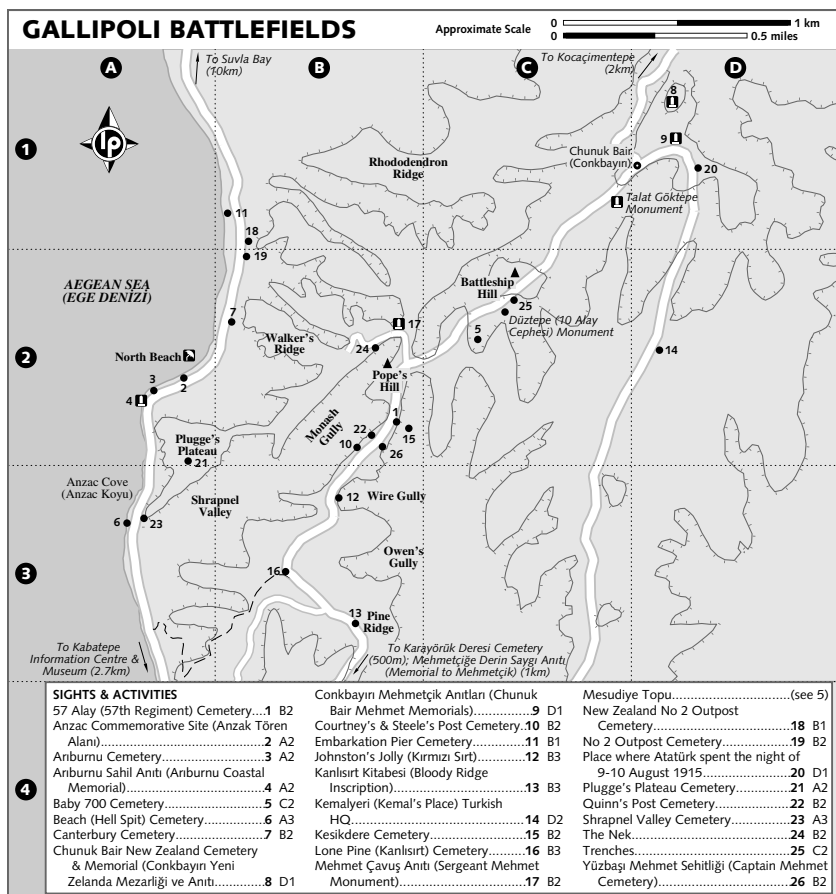 GALLIPOLI BATTLEFIELDS
Approximate Scale
0 1 km
0 0.5 miles
A
B
C
D
To Suvla Bay
(10km)
To Kocaçimentepe
(2km)
lp
1
8
9
Chunuk Bair
(Conkbayırı)
20
Rhododendron
Ridge
Talat Göktepe
Monument
11
18
19
AEGEAN SEA
(EGE DENİZİ)
Battleship
Hill
25
Düztepe (10 Alay
Cephesi) Monument
7
17
5
2
Walker's
Ridge
24
14
North Beach
Pope's
Hill
3
2
4
1
Monash
Gully
22
15
10
26
Plugge's
Plateau
21
Anzac Cove
(Anzac Koyu)
Shrapnel
Valley
12
Wire Gully
6
23
Owen's
Gully
3
16
13
Pine
Ridge
To Kabatepe
Information Centre &
Museum (2.7km)
To Karayörük Deresi Cemetery
(500m); Mehmetçiğe Derin Saygı Anıtı
(Memorial to Mehmetçik) (1km)
4
SIGHTS & ACTIVITIES
57 Alay (57th Regiment) Cemetery....1 B2
Anzac Commemorative Site (Anzak Tören
Alanı)..........................2 A2
Arıburnu Cemetery....................3 A2
Arıburnu Sahil Anıtı (Arıburnu Coastal
Memorial)..........................4 A2
Baby 700 Cemetery....................5 C2
Beach (Hell Spit) Cemetery...........6 A3
Canterbury Cemetery..................7 B2
Chunuk Bair New Zealand Cemetery
& Memorial (Conkbayırı Yeni
Zelanda Mezarlığı ve Anıtı..........8 D1
Conkbayırı Mehmetçik Anıtları (Chunuk
Bair Mehmet Memorials)..............9 D1
Courtney's & Steele's Post Cemetery..10 B2
Embarkation Pier Cemetery............11 B1
Johnston's Jolly (Kırmızı Sırt)......12 B3
Kanlısırt Kitabesi (Bloody Ridge
Inscription)........................13 B3
Kemalyeri (Kemal's Place) Turkish
HQ..................................14 D2
Kesikdere Cemetery...................15 B2
Lone Pine (Kanlısırt) Cemetery.......16 B3
Mehmet Çavuş Anıtı (Sergeant Mehmet
Monument)...........................17 B2
Mesudiye Topu........................(see 5)
New Zealand No 2 Outpost
Cemetery............................18 B1
No 2 Outpost Cemetery................19 B2
Place where Atatürk spent the night of
9-10 August 1915....................20 D1
Plugge's Plateau Cemetery............21 A2
Quinn's Post Cemetery................22 B2
Shrapnel Valley Cemetery.............23 A3
The Nek..............................24 B2
Trenches.............................25 C2
Yüzbaşı Mehmet Sehitliği (Captain Mehmet
Cemetery)...........................26 B2